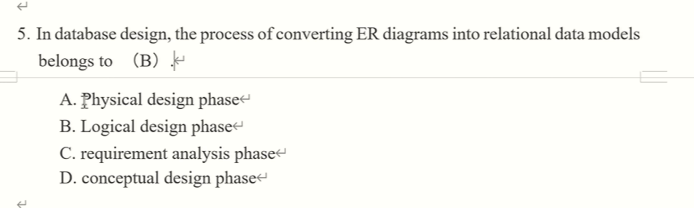 5. In database design, the process of converting ER diagrams into relational data models
belongs to （B）.
A. Physical design phase
B. Logical design phase
C. requirement analysis phase
D. conceptual design phase